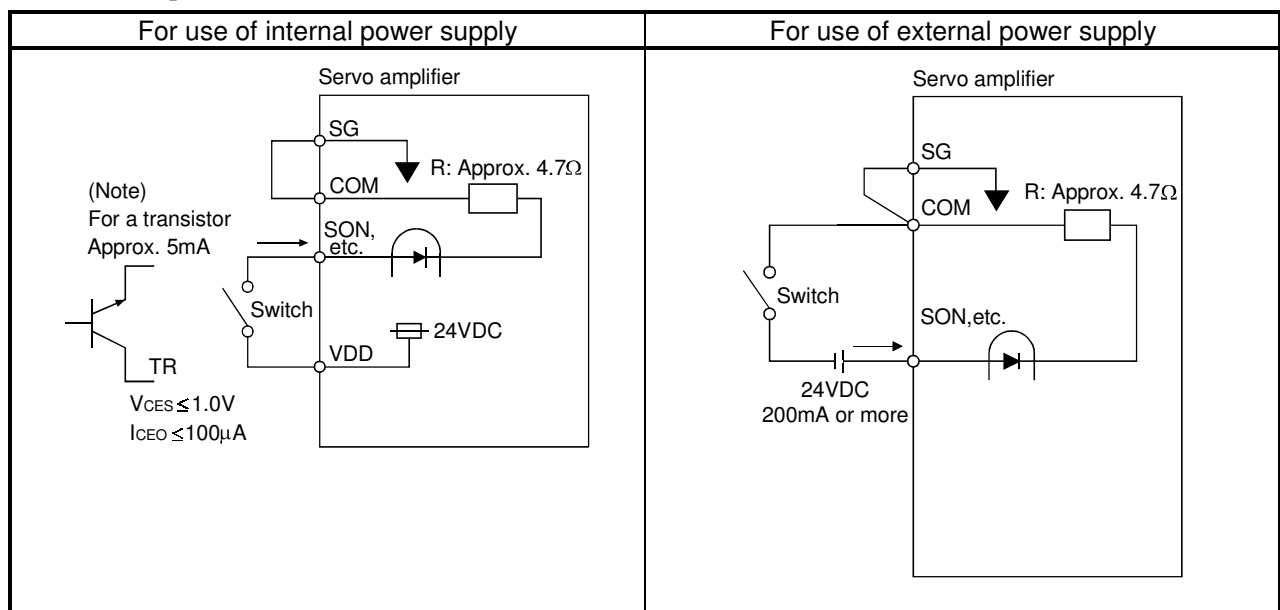 For use of internal power supply
For use of external power supply
Servo amplifier
SG
R: Approx. 4.7Ω
COM
(Note)
For a transistor
Approx. 5mA
SON,
etc.
Switch
24VDC
VDD
TR
VCES ≤ 1.0V
ICEO ≤ 100μA
Servo amplifier
SG
R: Approx. 4.7Ω
COM
Switch
SON,etc.
24VDC
200mA or more